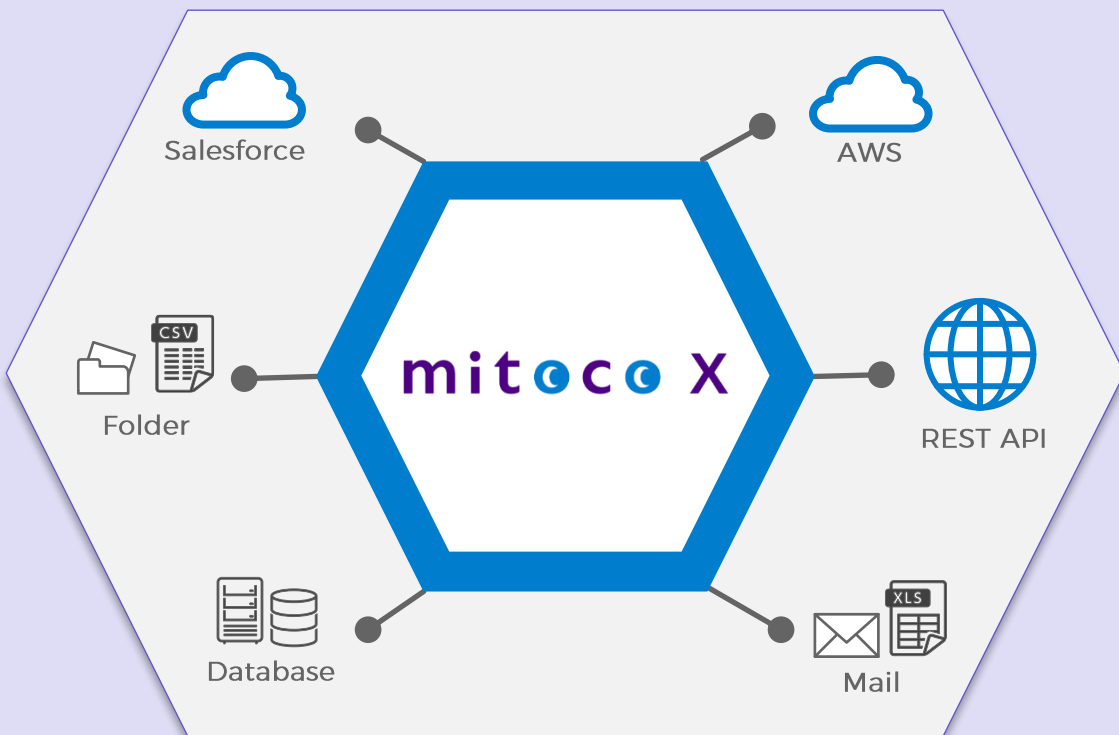 Salesforce
AWS
CSV
Folder
mitoco X
REST API
Database
XLS
Mail